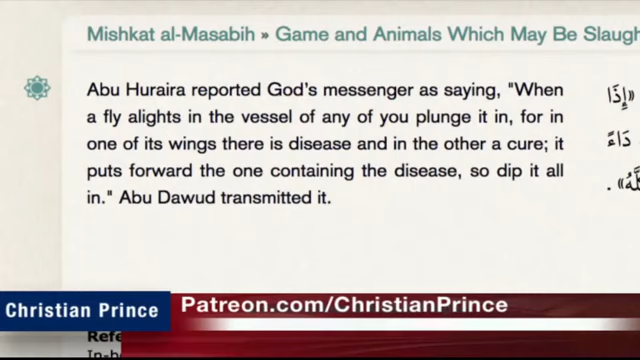 Mishkat al-Masabih » Game and Animals Which May Be Slaugh
Abu Huraira reported God's messenger as saying, "When
a fly alights in the vessel of any of you plunge it in, for in
one of its wings there is disease and in the other a cure; it
puts forward the one containing the disease, so dip it all
in." Abu Dawud transmitted it.
«إِذَا
دَاءً
كُلَّهُ» .
Christian Prince
Patreon.com/ChristianPrince
Refe
In-b